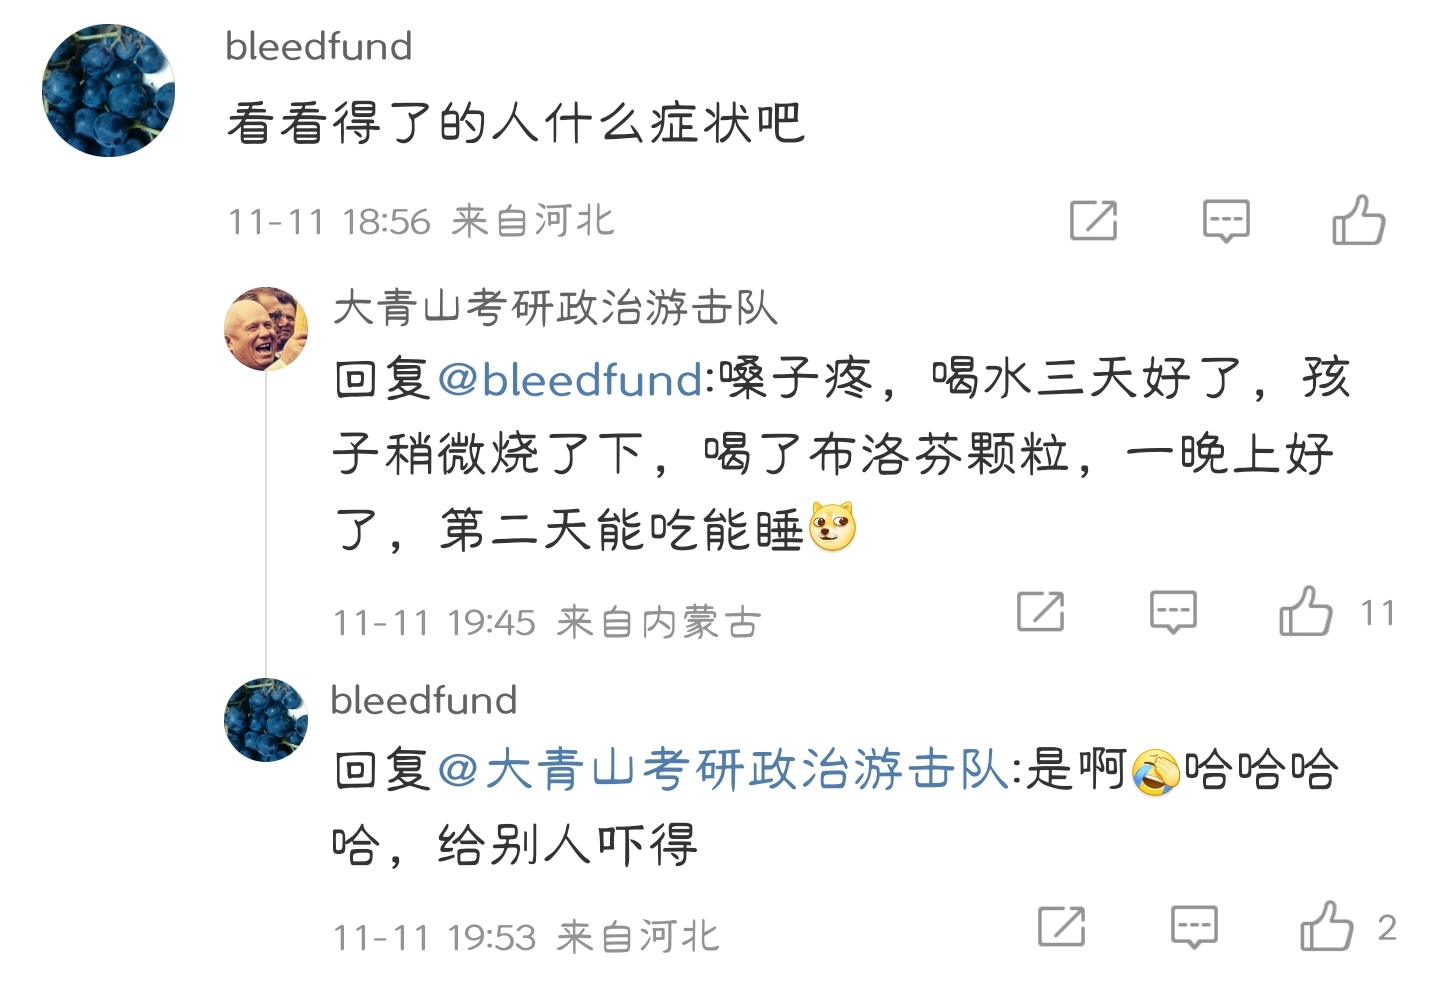 bleedfund
看看得了的人什么症状吧
11-11 18:56 来自河北
大青山考研政治游击队
回复@bleedfund:嗓子疼，喝水三天好了，孩
子稍微烧了下，喝了布洛芬颗粒，一晚上好
了，第二天能吃能睡
11-11 19:45 来自内蒙古
11
bleedfund
回复@大青山考研政治游击队:是啊哈哈哈
哈，给别人吓得
11-11 19:53 来自河北
2